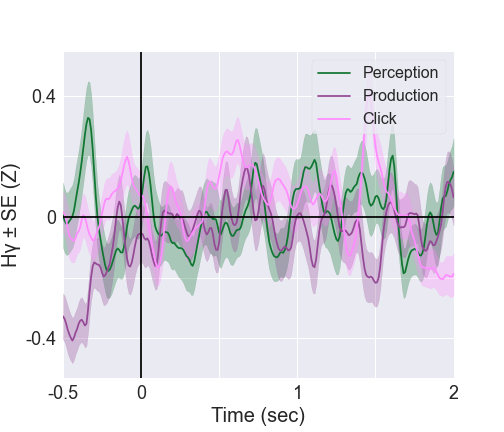 Perception
Production
Click
0.4
0
-0.4
Hγ ± SE (Z)
-0.5
0
1
2
Time (sec)